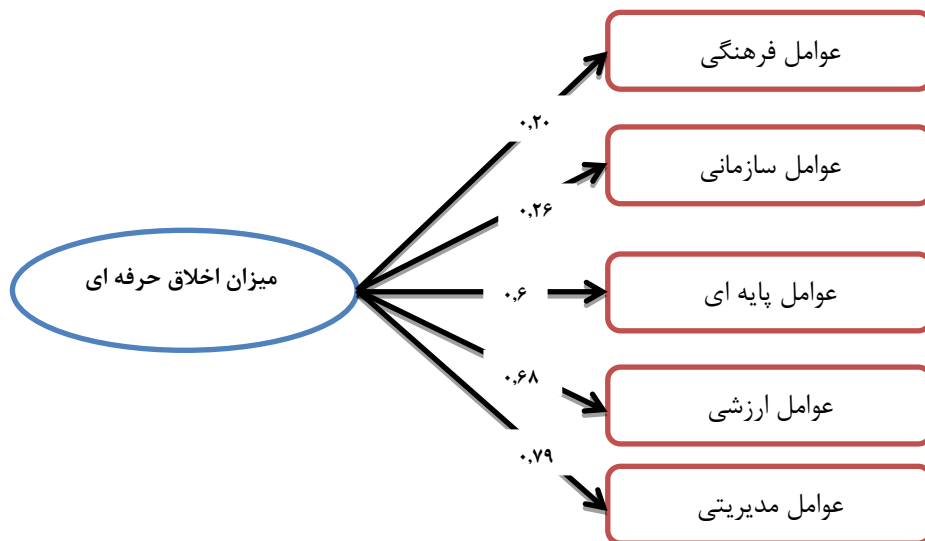 عوامل فرهنگی
۰,۲۰
عوامل سازمانی
۰,۲۶
میزان اخلاق حرفه ای
۰,۶
عوامل پایه ای
۰,۶۸
عوامل ارزشی
۰,۷۹
عوامل مدیریتی